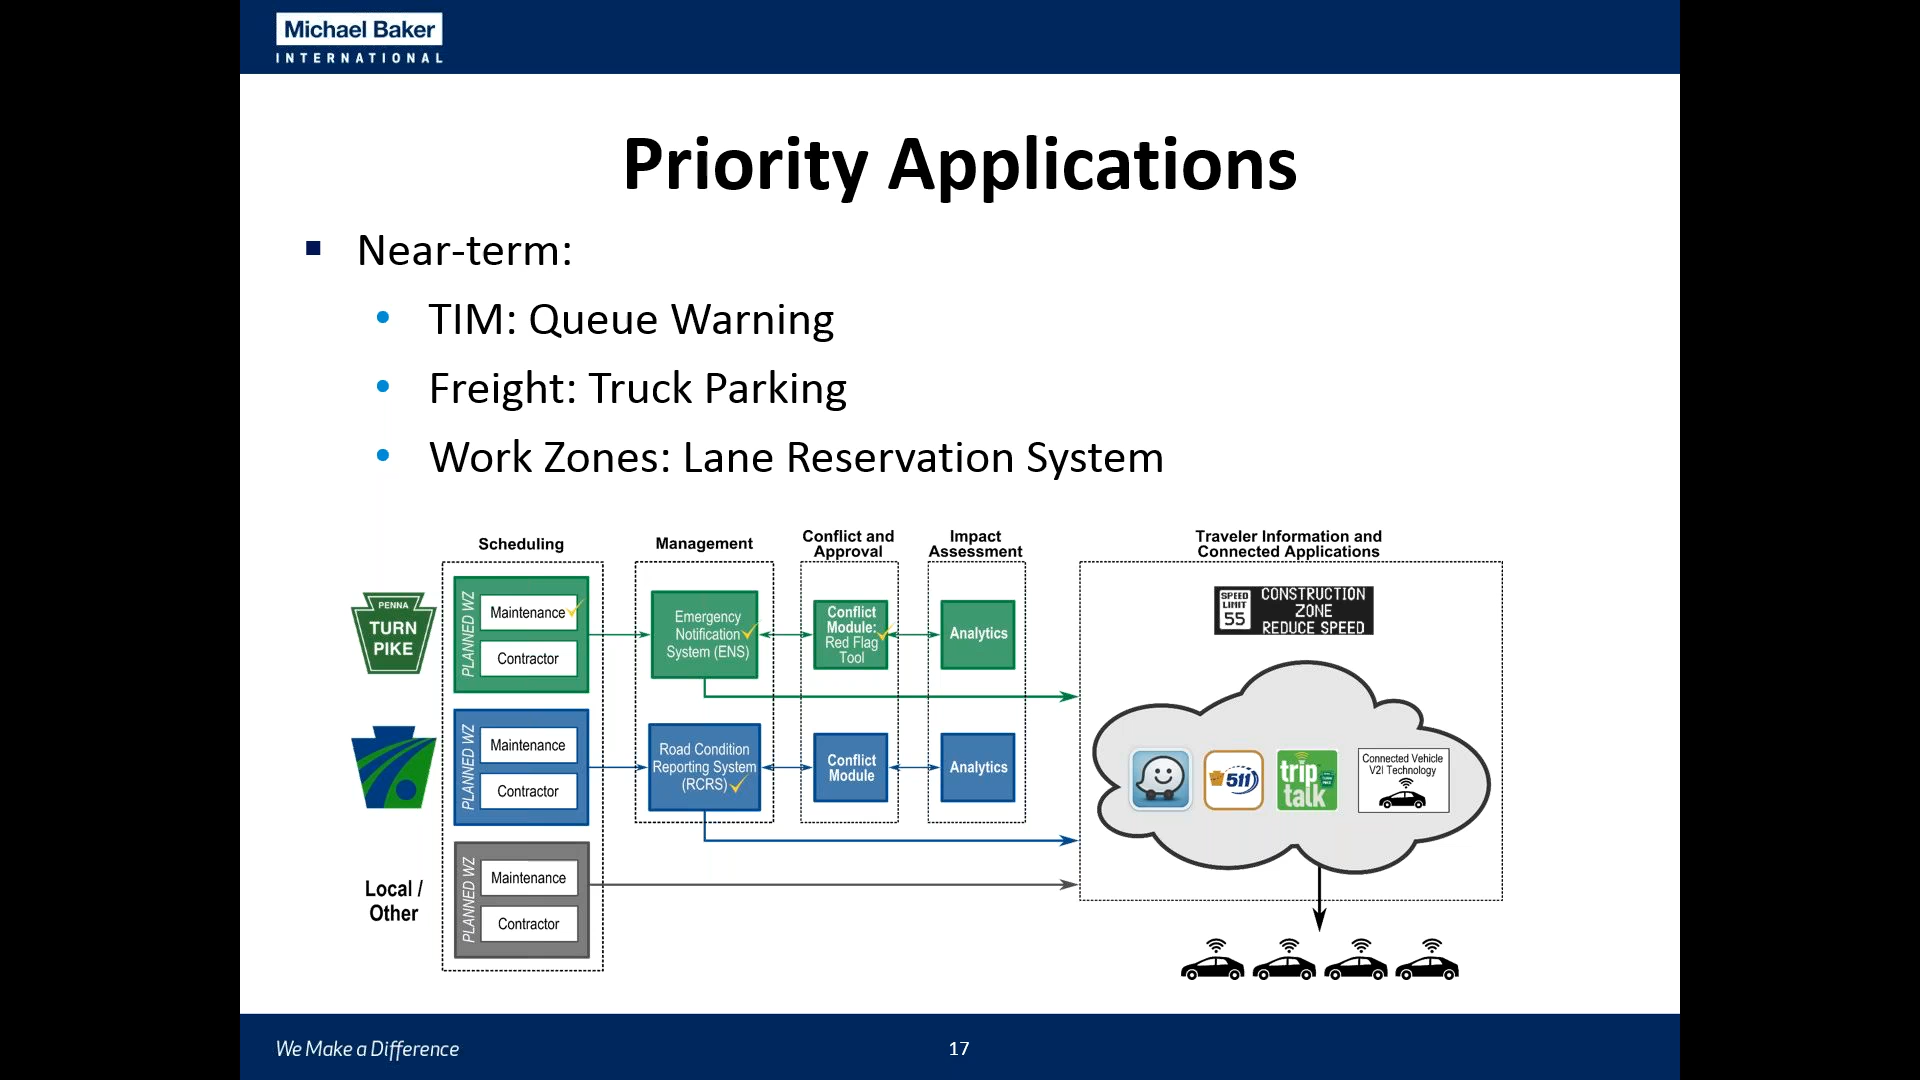 Michael Baker
INTERNATIONAL
Priority Applications
Near-term:
TIM: Queue Warning
Freight: Truck Parking
Work Zones: Lane Reservation System
Scheduling
Management
Conflict and
Approval
Impact
Assessment
Traveler Information and
Connected Applications
PENNA
TURN
PIKE
PLANNED WZ
Maintenance
Contractor
Emergency
Notification
System (ENS)
Conflict
Module:
Red Flag
Tool
Analytics
SPEED
LIMIT
55
CONSTRUCTION
ZONE
REDUCE SPEED
PLANNED WZ
Maintenance
Contractor
Road Condition
Reporting System
(RCRS)
Conflict
Module
Analytics
511
trip
talk
Connected Vehicle
V2I Technology
Local /
Other
PLANNED WZ
Maintenance
Contractor
We Make a Difference
17